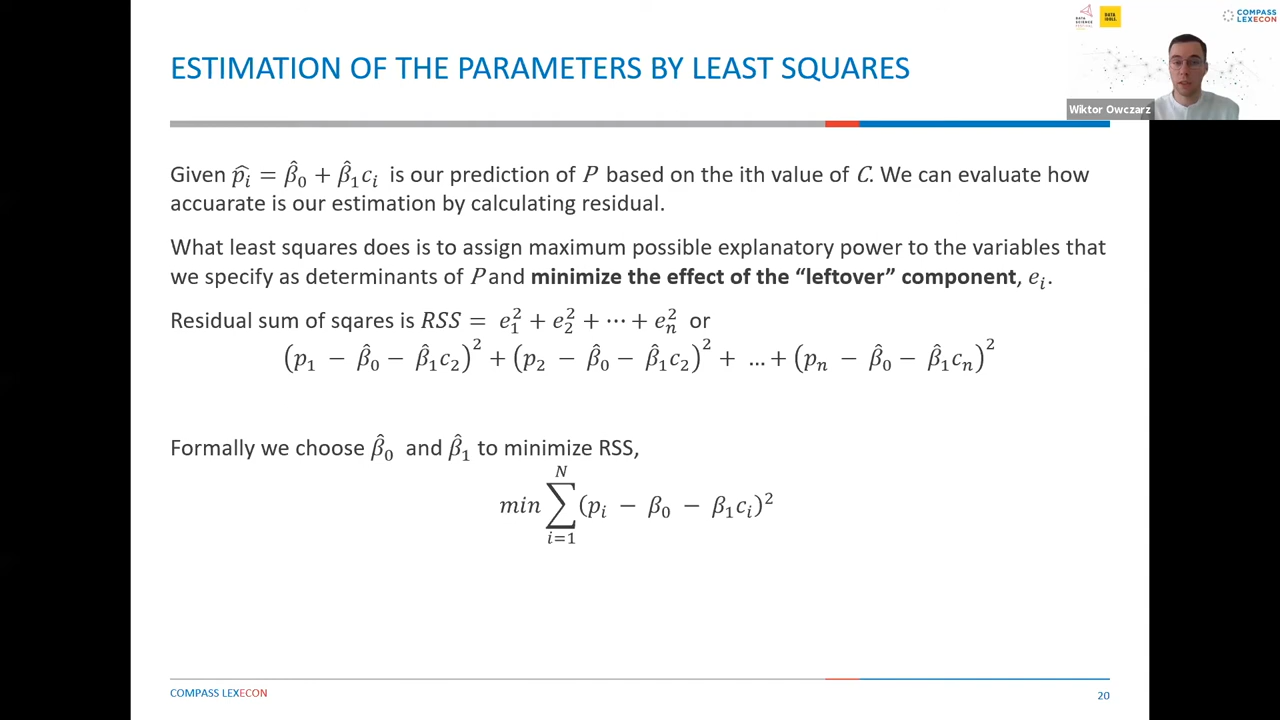 COMPASS
LEXECON
DATA ISALL
Wiktor Owczarz
ESTIMATION OF THE PARAMETERS BY LEAST SQUARES
Given p̂ᵢ = β̂₀ + β̂₁cᵢ is our prediction of P based on the ith value of C. We can evaluate how
accuarate is our estimation by calculating residual.
What least squares does is to assign maximum possible explanatory power to the variables that
we specify as determinants of P and minimize the effect of the “leftover” component, eᵢ.
Residual sum of sqares is RSS = e₁² + e₂² + ⋯ + eₙ² or
(p₁ − β̂₀ − β̂₁c₂)² + (p₂ − β̂₀ − β̂₁c₂)² + … + (pₙ − β̂₀ − β̂₁cₙ)²
Formally we choose β̂₀ and β̂₁ to minimize RSS,
N
min ∑ (pᵢ − β₀ − β₁cᵢ)²
i=1
COMPASS LEXECON
20